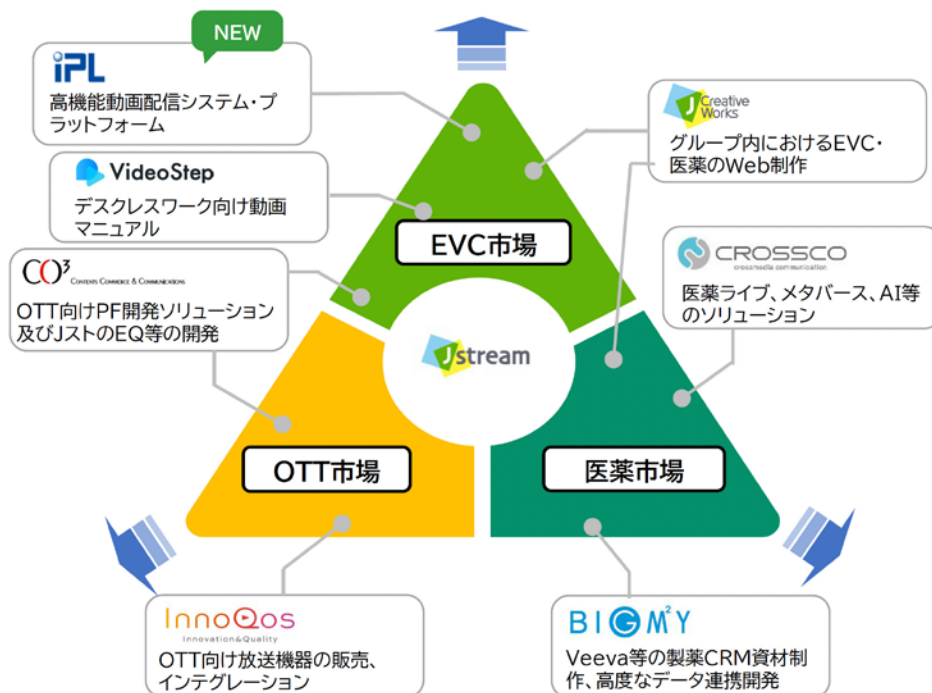 NEW
iPL
高機能動画配信システム・プ
ラットフォーム
VideoStep
デスクレスワーク向け動画
マニュアル
CO³
CONTENTS COMMERCE & COMMUNICATIONS
OTT向けPF開発ソリューション
及びJストのEQ等の開発
J Creative
Works
グループ内におけるEVC・
医薬のWeb制作
CROSSCO
crossmedia communication
医薬ライブ、メタバース、AI等
のソリューション
EVC市場
Jstream
OTT市場
医薬市場
InnoQos
Innovation&Quality
OTT向け放送機器の販売、
インテグレーション
BIGM²Y
Veeva等の製薬CRM資材制
作、高度なデータ連携開発